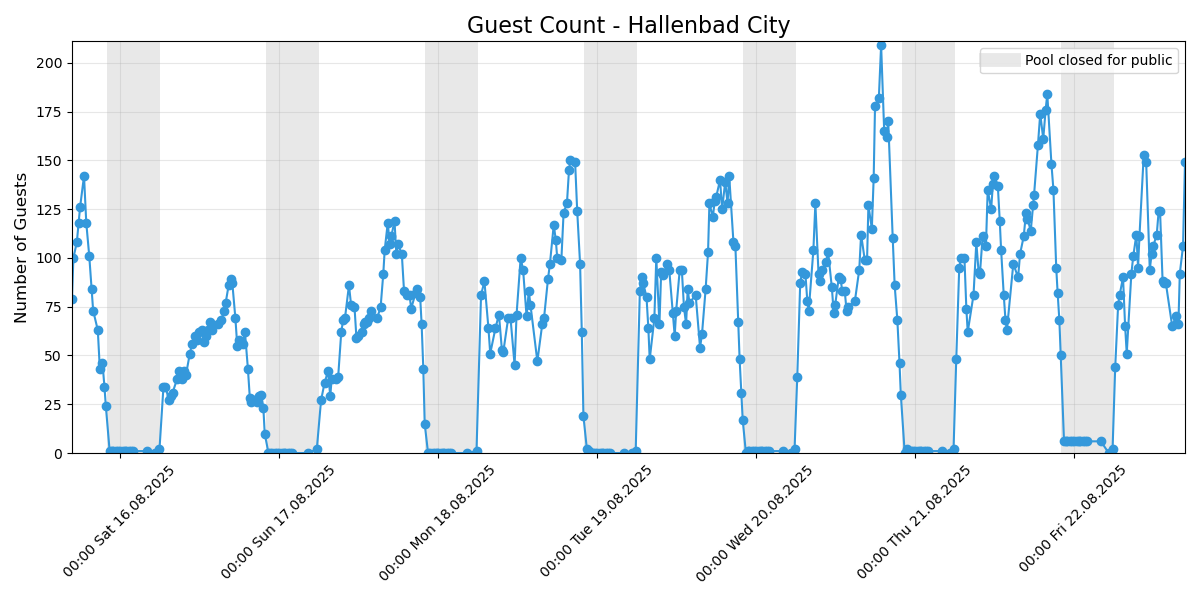 Guest Count - Hallenbad City
Pool closed for public
Number of Guests
200
175
150
125
100
75
50
25
0
00:00 Sat 16.08.2025
00:00 Sun 17.08.2025
00:00 Mon 18.08.2025
00:00 Tue 19.08.2025
00:00 Wed 20.08.2025
00:00 Thu 21.08.2025
00:00 Fri 22.08.2025